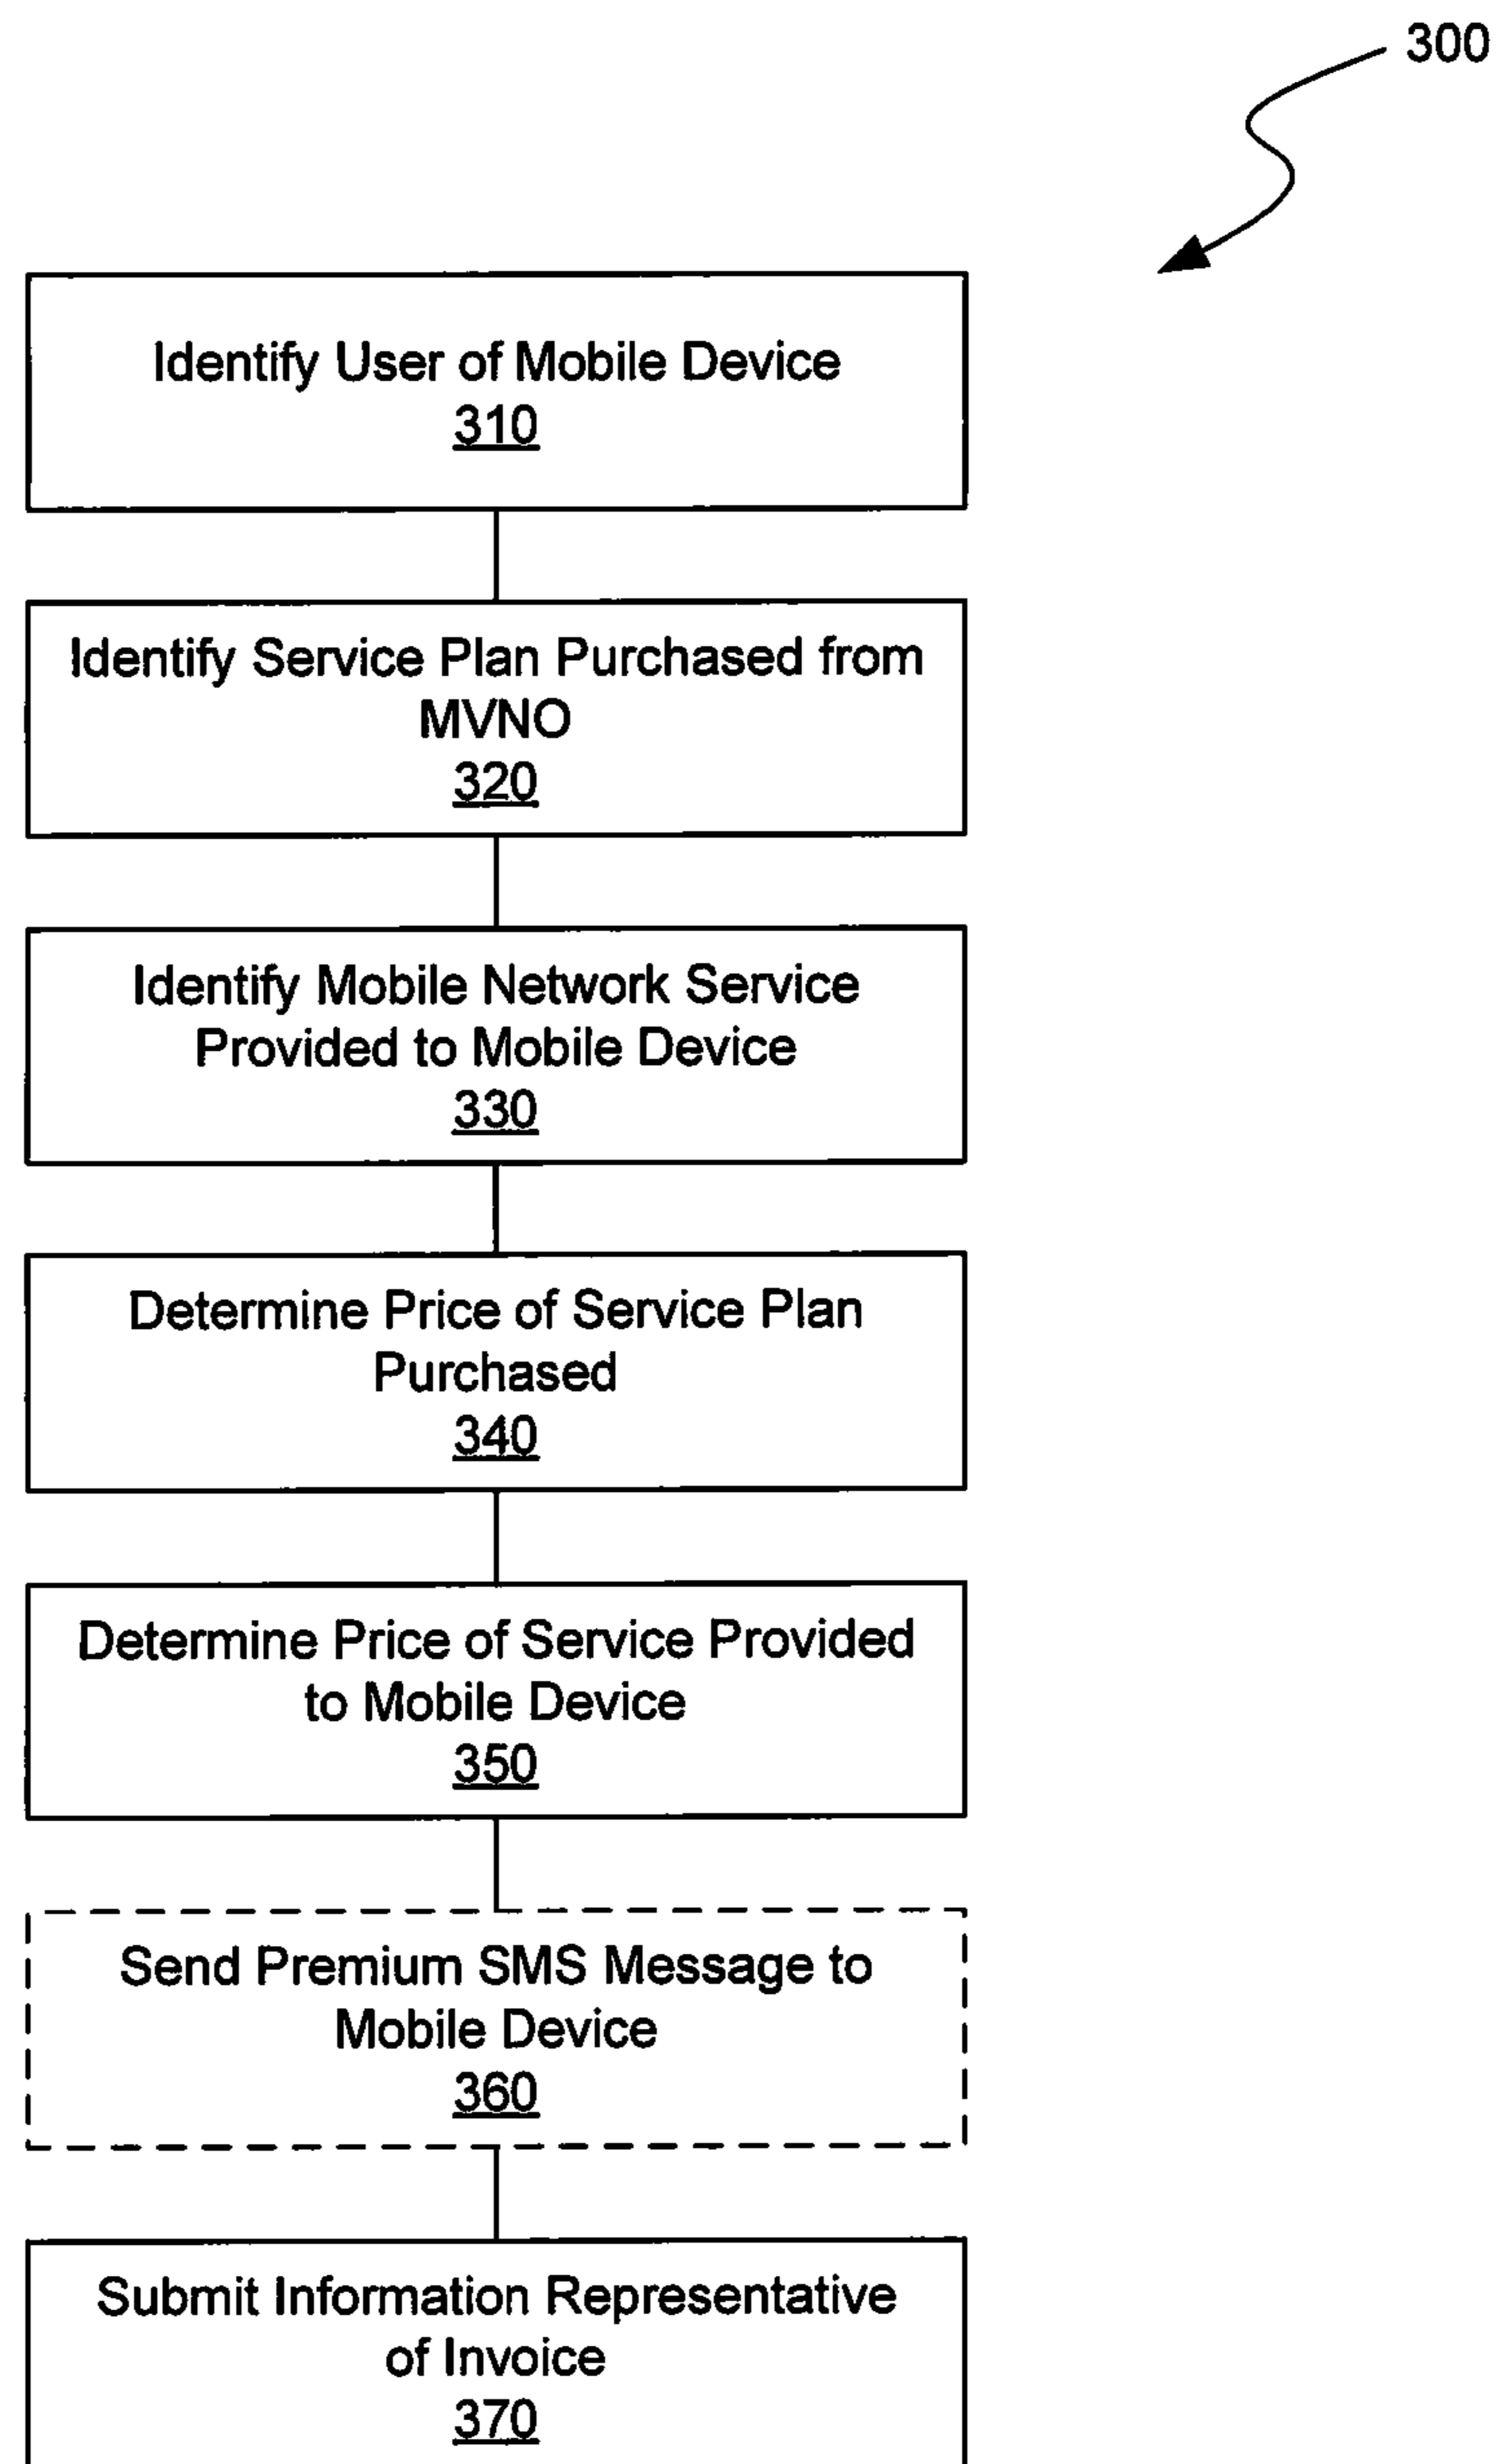 300
Identify User of Mobile Device
310
Identify Service Plan Purchased from
MVNO
320
Identify Mobile Network Service
Provided to Mobile Device
330
Determine Price of Service Plan
Purchased
340
Determine Price of Service Provided
to Mobile Device
350
Send Premium SMS Message to
Mobile Device
360
Submit Information Representative
of Invoice
370